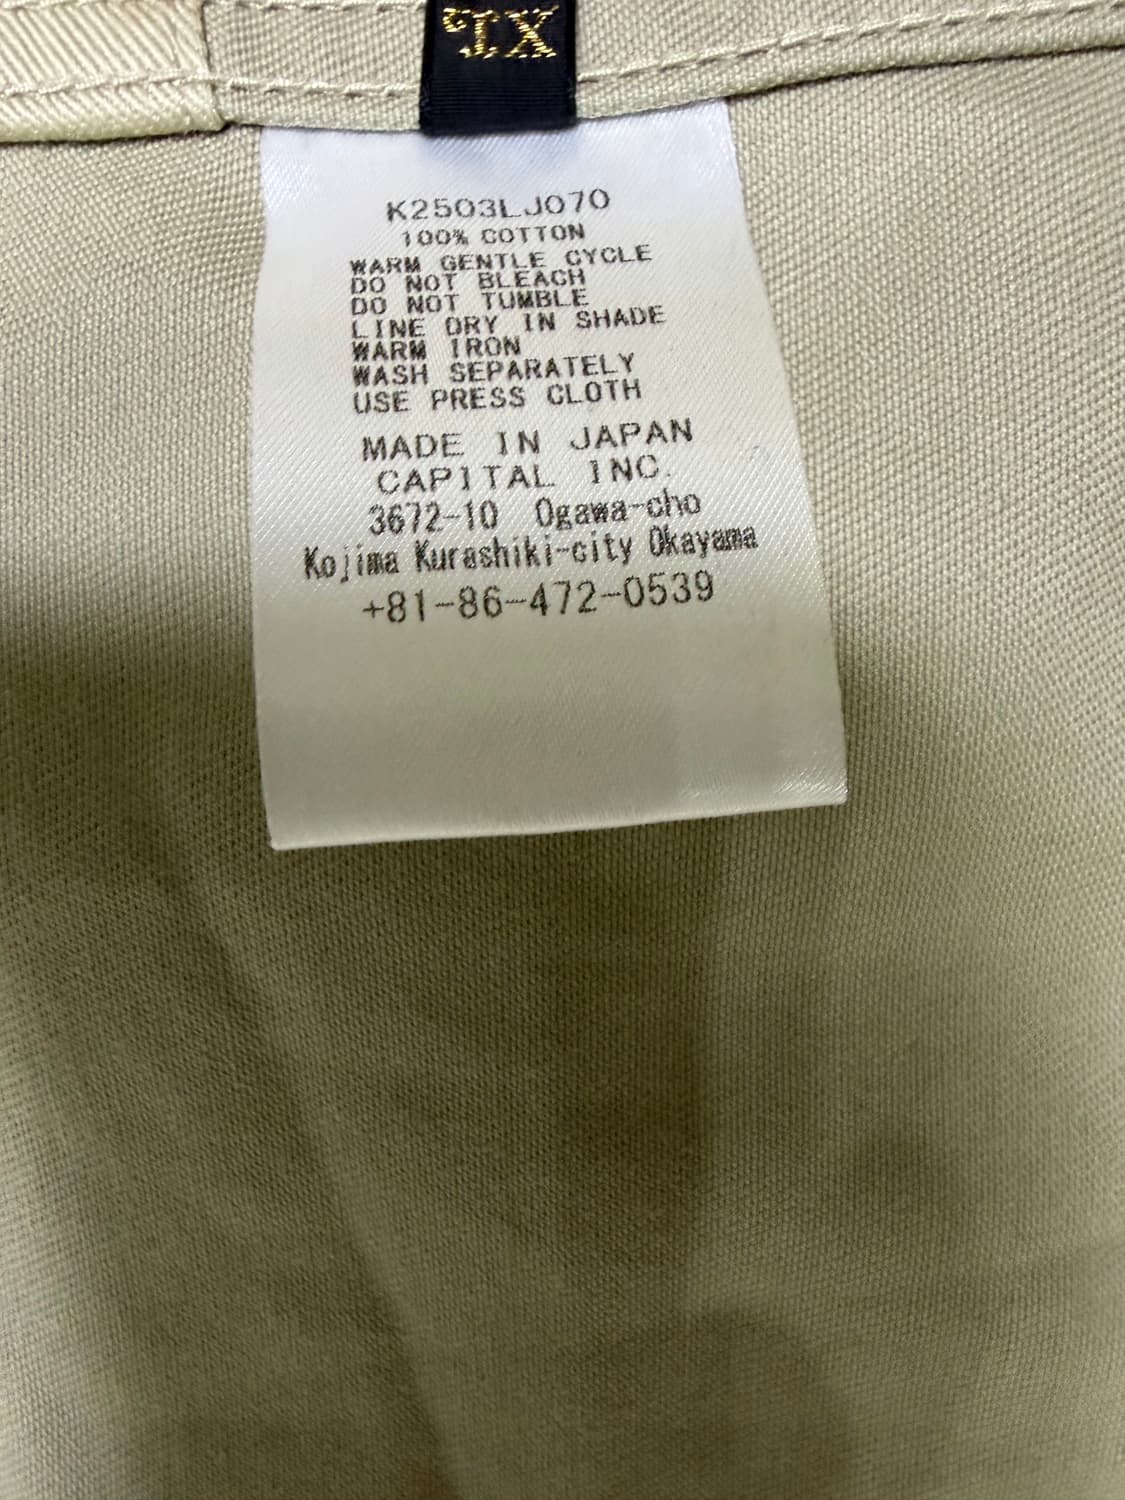 XL
K2503LJ070
100% COTTON
WARM GENTLE CYCLE
DO NOT BLEACH
DO NOT TUMBLE
LINE DRY IN SHADE
WARM IRON
WASH SEPARATELY
USE PRESS CLOTH
MADE IN JAPAN
CAPITAL INC.
3672-10 Ogawa-cho
Kojima Kurashiki-city Okayama
+81-86-472-0539